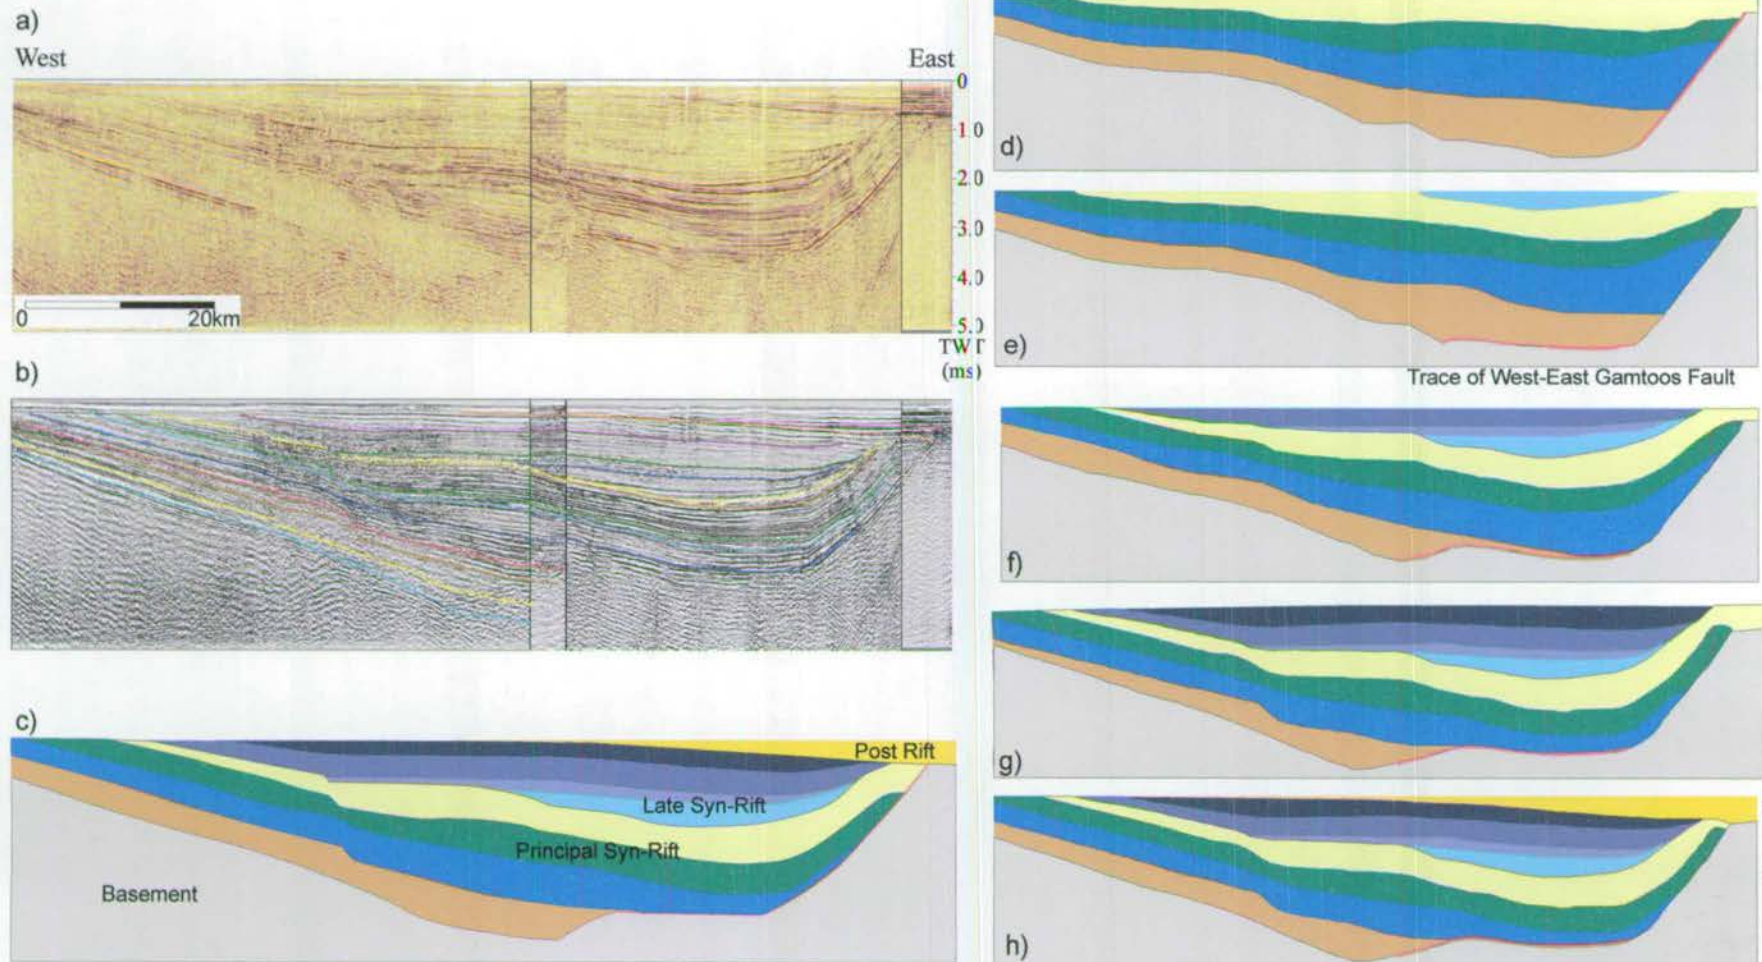 a)
West
East
0
1.0
2.0
3.0
4.0
5.0
TWT
(ms)
0
20km
b)
c)
Post Rift
Late Syn-Rift
Principal Syn-Rift
Basement
d)
e)
Trace of West-East Gamtoos Fault
f)
g)
h)